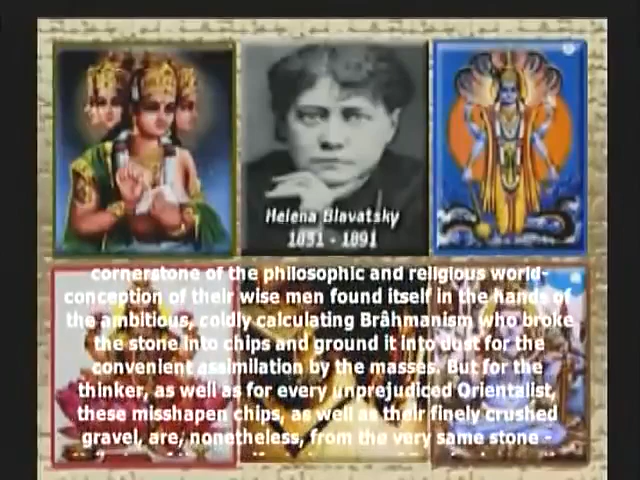 Helena Blavatsky
1831 - 1891
cornerstone of the philosophic and religious world-
conception of their wise men found itself in the hands of
the ambitious, coldly calculating Brâhmanism who broke
the stone into chips and ground it into dust for the
convenient assimilation by the masses. But for the
thinker, as well as for every unprejudiced Orientalist,
these misshapen chips, as well as their finely crushed
gravel, are, nonetheless, from the very same stone -